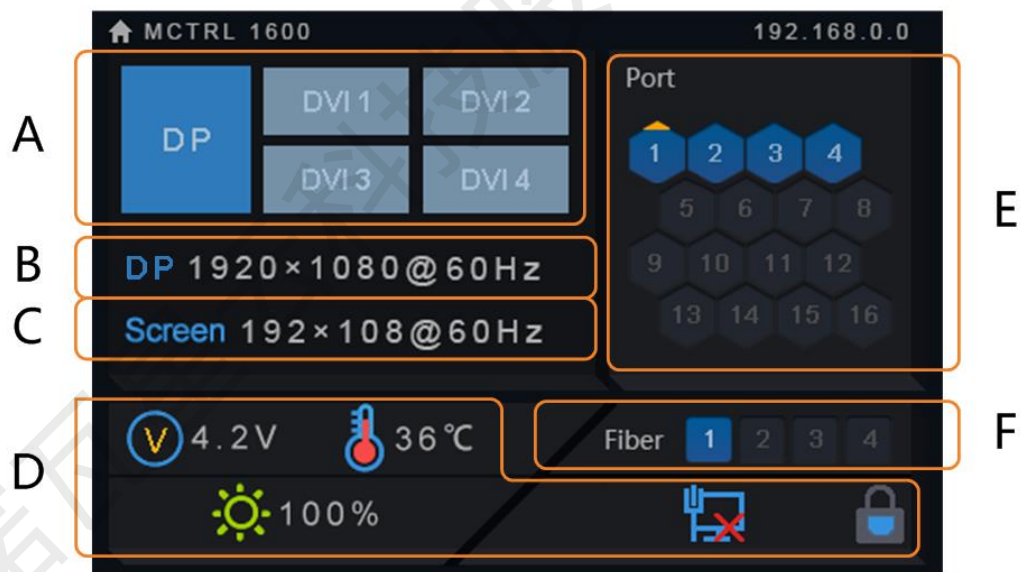 MCTRL 1600 192.168.0.0
A
DP DVI 1 DVI 2
DVI 3 DVI 4
B
DP 1920×1080@60Hz
C
Screen 192×108@60Hz
Port
1 2 3 4
5 6 7 8
9 10 11 12
13 14 15 16
E
D
V 4.2V 36℃
100%
Fiber 1 2 3 4
F